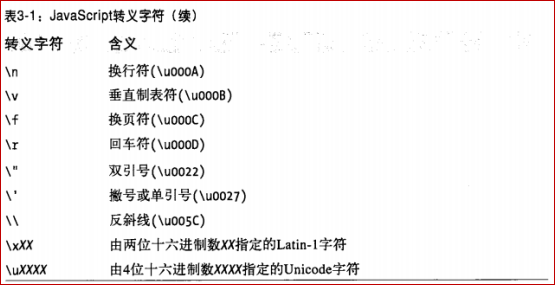 表3-1：JavaScript转义字符（续）
转义字符 含义
\n 换行符(\u000A)
\v 垂直制表符(\u000B)
\f 换页符(\u000C)
\r 回车符(\u000D)
\" 双引号(\u0022)
\' 撇号或单引号(\u0027)
\\ 反斜线(\u005C)
\xXX 由两位十六进制数XX指定的Latin-1字符
\uXXXX 由4位十六进制数XXXX指定的Unicode字符